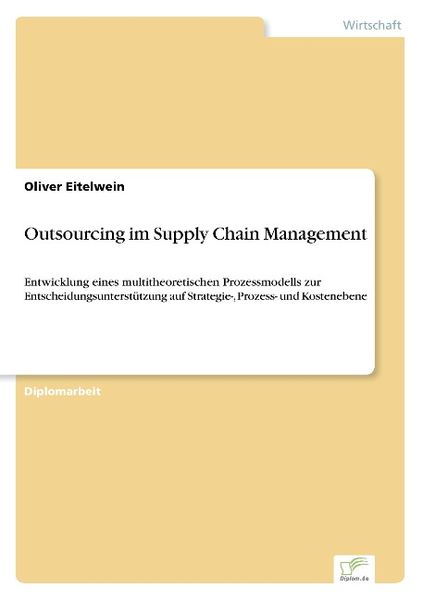 Wirtschaft
Oliver Eitelwein
Outsourcing im Supply Chain Management
Entwicklung eines multitheoretischen Prozessmodells zur
Entscheidungsunterstützung auf Strategie-, Prozess- und Kostenebene
Diplomarbeit
Diplom.de